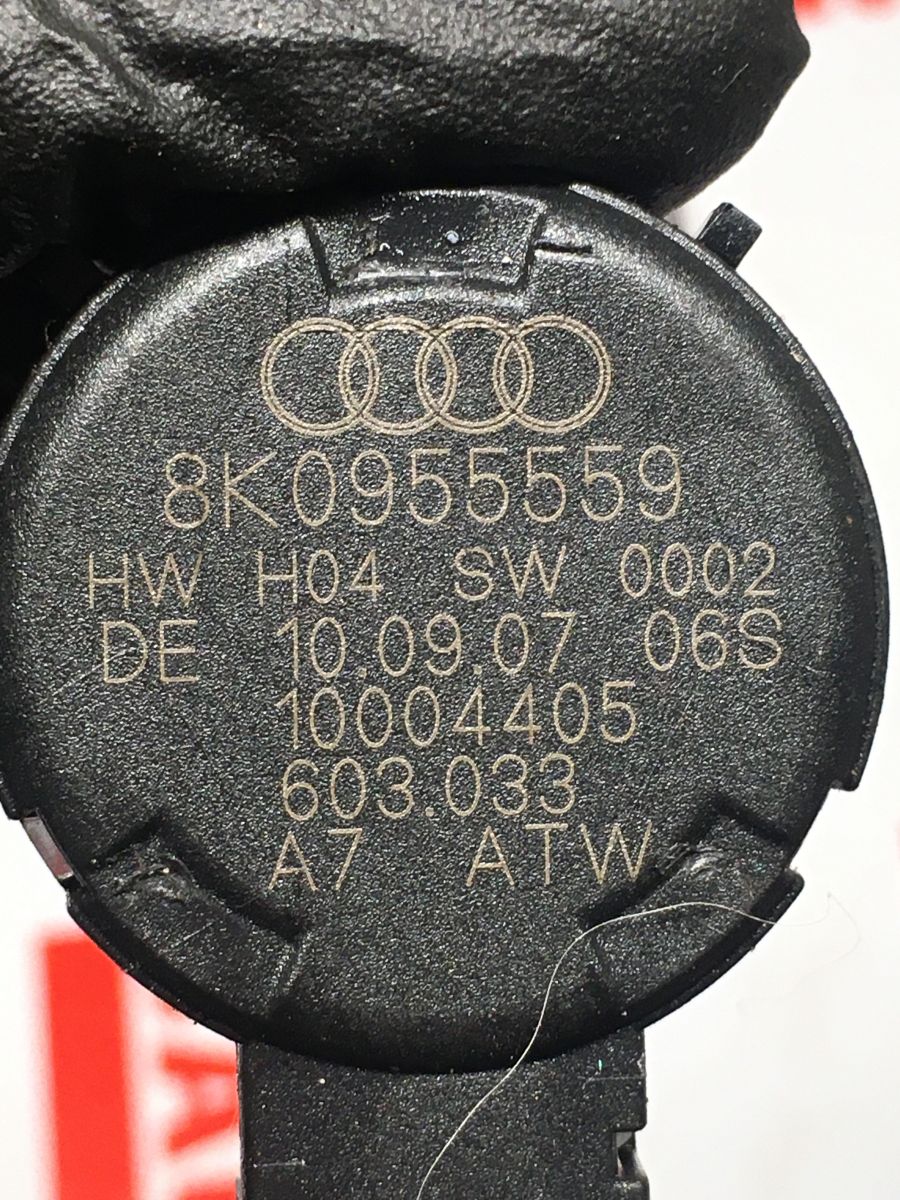 8K0955559
HW H04 SW 0002
DE 10.09.07 06S
10004405
603.033
A7 ATW